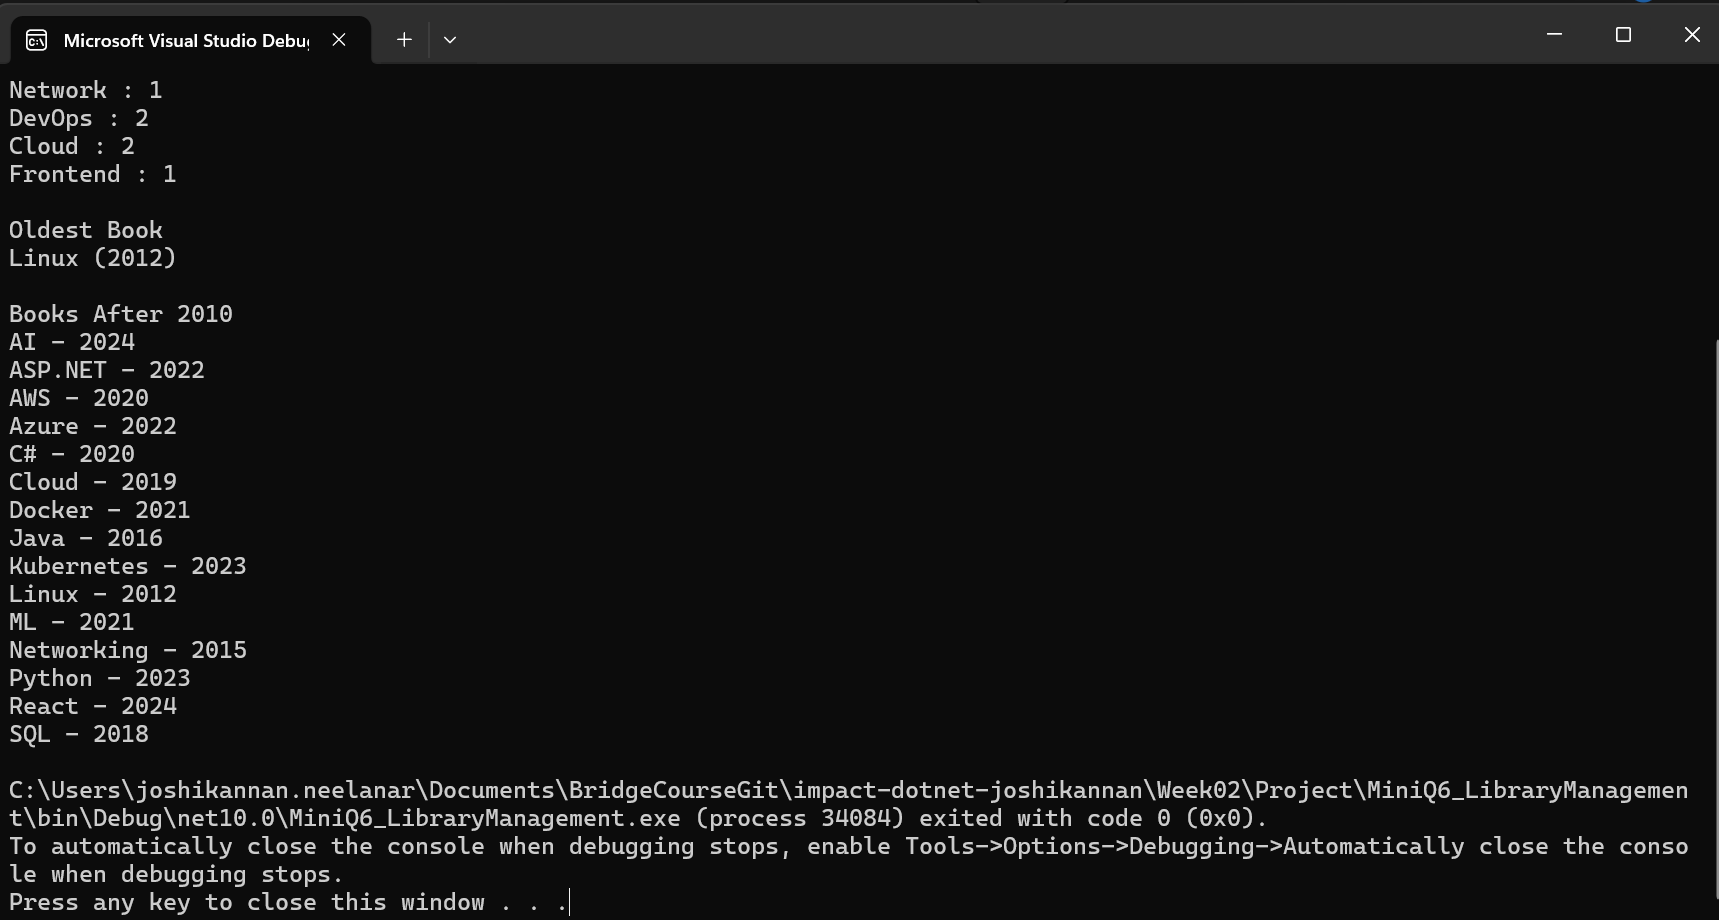 Microsoft Visual Studio Debu
Network : 1
DevOps : 2
Cloud : 2
Frontend : 1
Oldest Book
Linux (2012)
Books After 2010
AI - 2024
ASP.NET - 2022
AWS - 2020
Azure - 2022
C# - 2020
Cloud - 2019
Docker - 2021
Java - 2016
Kubernetes - 2023
Linux - 2012
ML - 2021
Networking - 2015
Python - 2023
React - 2024
SQL - 2018
C:\Users\joshikannan.neelanar\Documents\BridgeCourseGit\impact-dotnet-joshikannan\Week02\Project\MiniQ6_LibraryManagemen
t\bin\Debug\net10.0\MiniQ6_LibraryManagement.exe (process 34084) exited with code 0 (0x0).
To automatically close the console when debugging stops, enable Tools->Options->Debugging->Automatically close the conso
le when debugging stops.
Press any key to close this window . . .